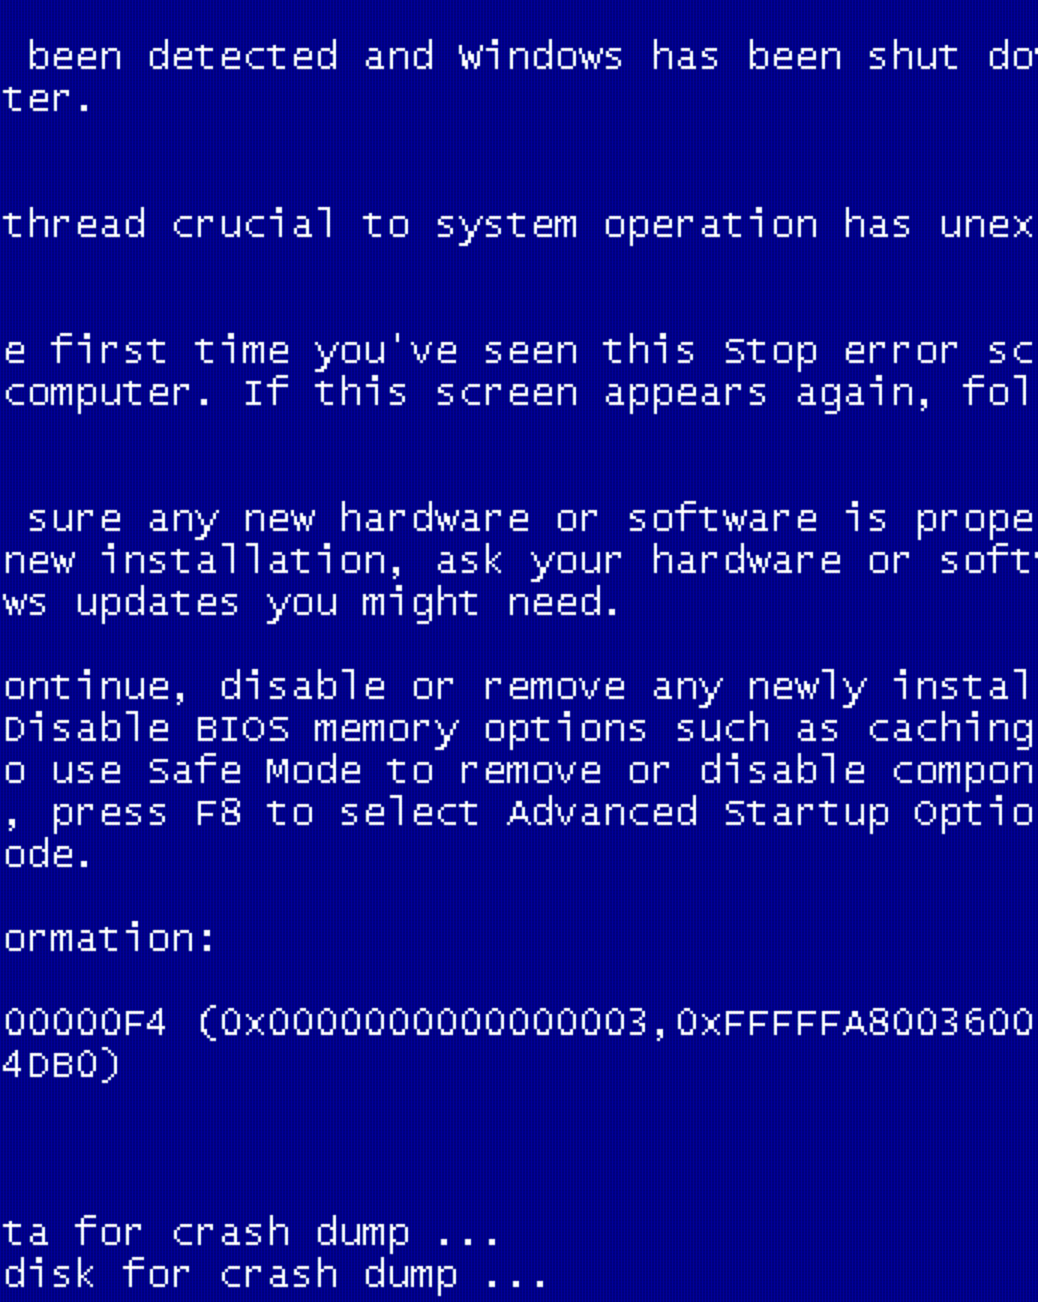 been detected and Windows has been shut do
ter.
thread crucial to system operation has unex
e first time you've seen this Stop error sc
computer. If this screen appears again, fol
sure any new hardware or software is prope
new installation, ask your hardware or soft
ws updates you might need.
ontinue, disable or remove any newly instal
Disable BIOS memory options such as caching
o use Safe Mode to remove or disable compon
, press F8 to select Advanced Startup Optio
ode.
ormation:
00000F4 (0x0000000000000003,0xFFFFFA8003600
4DB0)
ta for crash dump ...
disk for crash dump ...